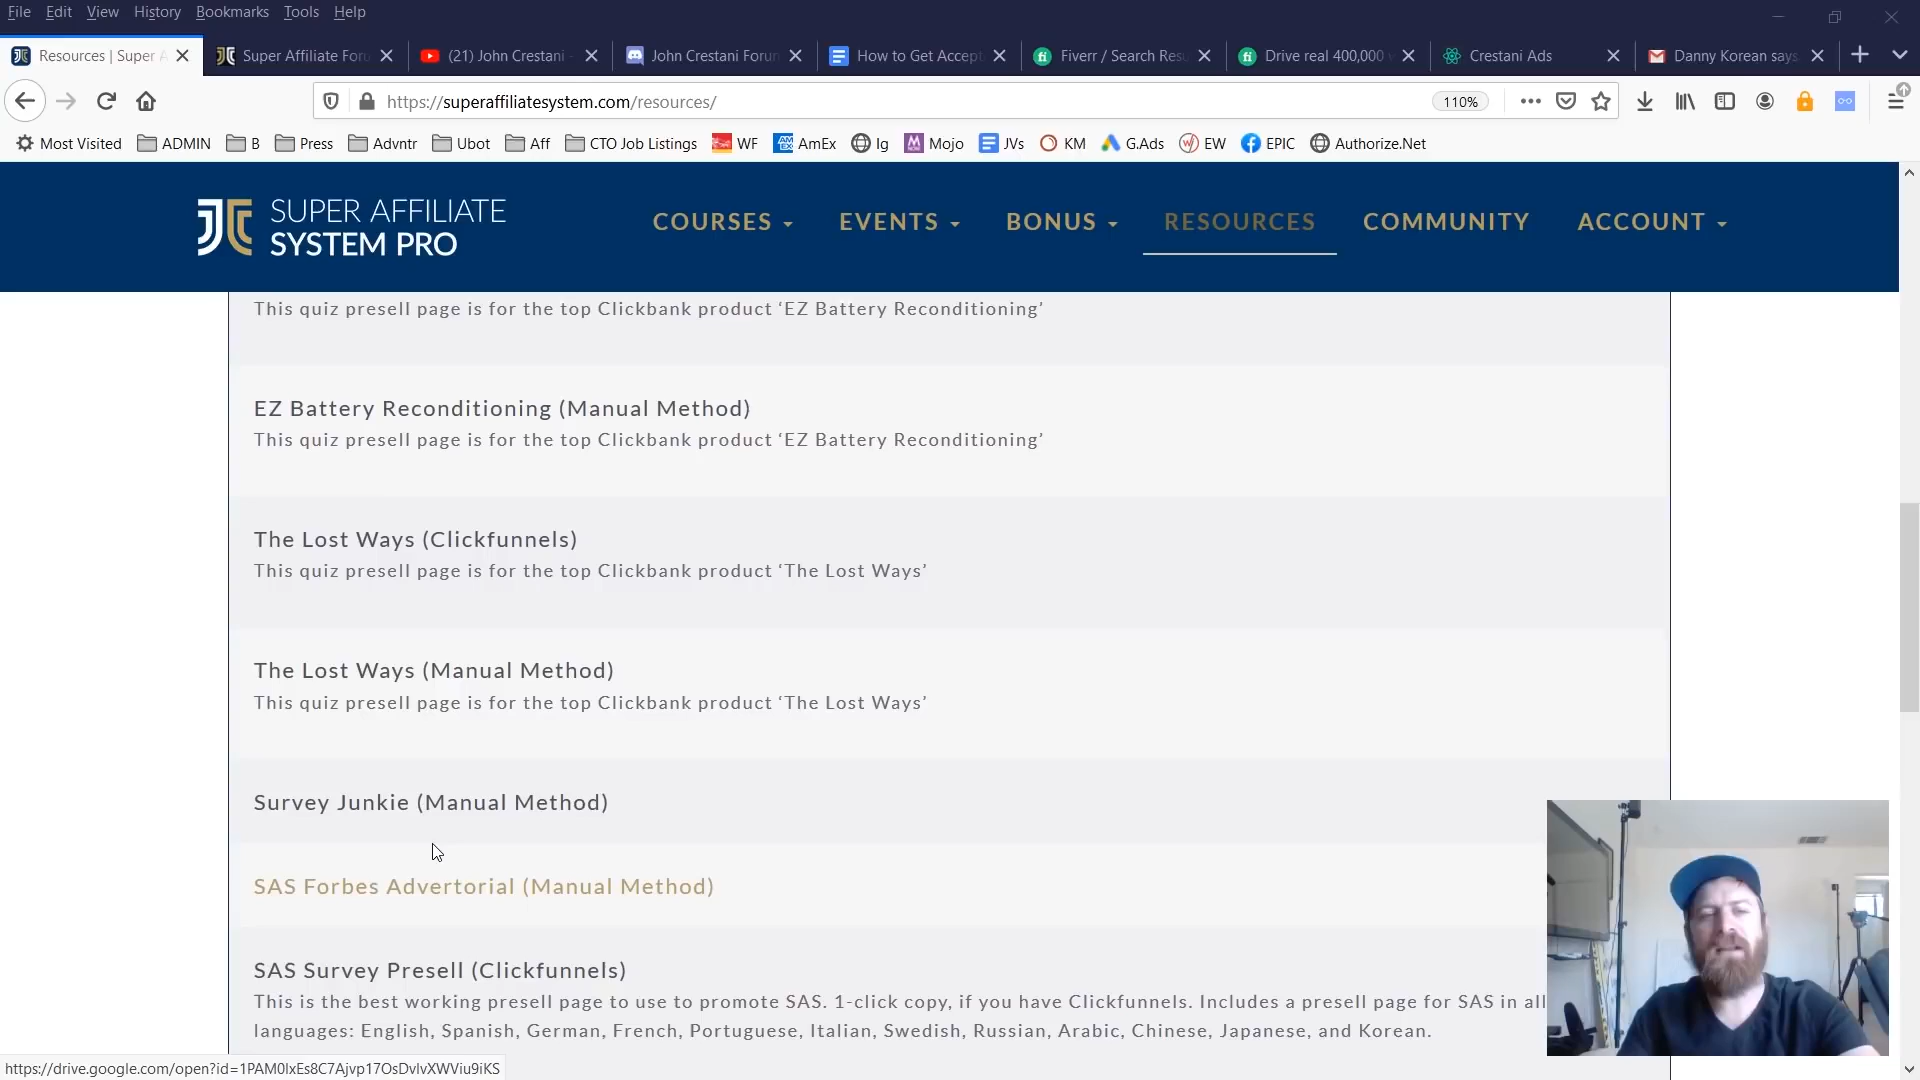 File Edit View History Bookmarks Tools Help
Resources | Super A
Super Affiliate Foru
(21) John Crestani -
John Crestani Forun
How to Get Accept
Fiverr / Search Resu
Drive real 400,000 w
Crestani Ads
Danny Korean says
https://superaffiliatesystem.com/resources/
110%
Most Visited ADMIN B Press Advntr Ubot Aff CTO Job Listings WF AmEx Ig Mojo JVs KM G.Ads EW EPIC Authorize.Net
SUPER AFFILIATE
SYSTEM PRO
COURSES EVENTS BONUS RESOURCES COMMUNITY ACCOUNT
This quiz presell page is for the top Clickbank product ‘EZ Battery Reconditioning’
EZ Battery Reconditioning (Manual Method)
This quiz presell page is for the top Clickbank product ‘EZ Battery Reconditioning’
The Lost Ways (Clickfunnels)
This quiz presell page is for the top Clickbank product ‘The Lost Ways’
The Lost Ways (Manual Method)
This quiz presell page is for the top Clickbank product ‘The Lost Ways’
Survey Junkie (Manual Method)
SAS Forbes Advertorial (Manual Method)
SAS Survey Presell (Clickfunnels)
This is the best working presell page to use to promote SAS. 1-click copy, if you have Clickfunnels. Includes a presell page for SAS in all
languages: English, Spanish, German, French, Portuguese, Italian, Swedish, Russian, Arabic, Chinese, Japanese, and Korean.
https://drive.google.com/open?id=1PAM0lxEs8C7Ajvp17OsDvlvXWViu9iKS